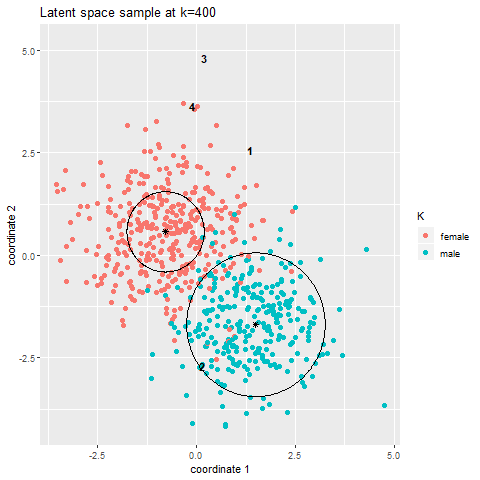 Latent space sample at k=400
coordinate 2
5.0
2.5
0.0
-2.5
3
4
1
2
-2.5
0.0
2.5
5.0
coordinate 1
K
female
male